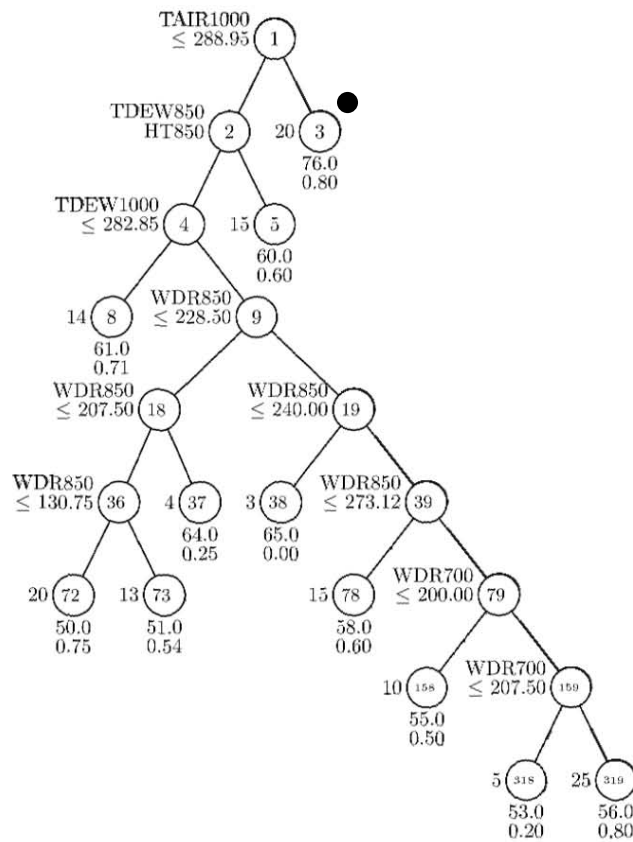 TAIR1000
≤ 288.95 1
TDEW850
HT850 2
20 3
76.0
0.80
TDEW1000
≤ 282.85 4
15 5
60.0
0.60
14 8
61.0
0.71
WDR850
≤ 228.50 9
WDR850
≤ 207.50 18
WDR850
≤ 240.00 19
WDR850
≤ 130.75 36
4 37
64.0
0.25
3 38
65.0
0.00
WDR850
≤ 273.12 39
20 72
50.0
0.75
13 73
51.0
0.54
15 78
58.0
0.60
WDR700
≤ 200.00 79
10 158
55.0
0.50
WDR700
≤ 207.50 159
5 318
53.0
0.20
25 319
56.0
0.80